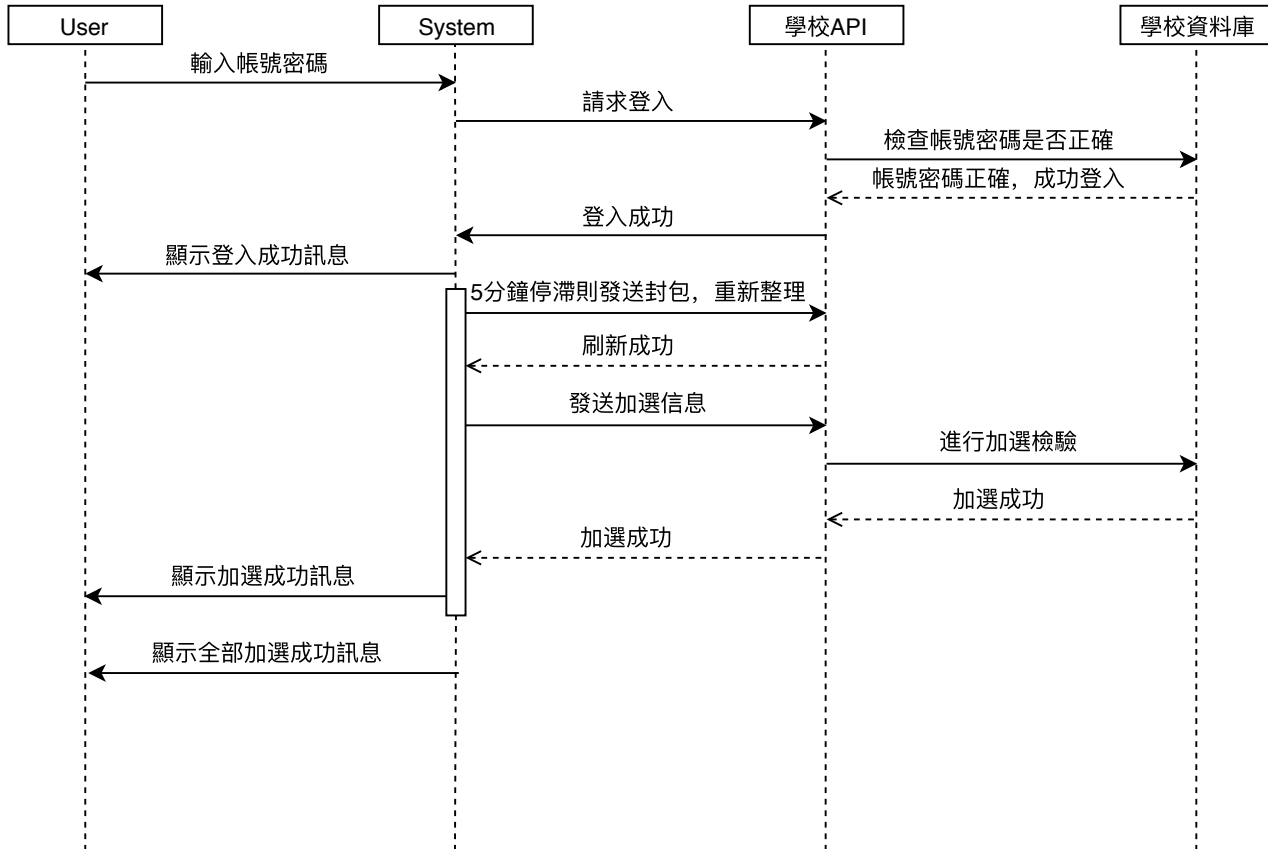 User
System
學校API
學校資料庫
輸入帳號密碼
請求登入
檢查帳號密碼是否正確
帳號密碼正確，成功登入
登入成功
顯示登入成功訊息
5分鐘停滯則發送封包，重新整理
刷新成功
發送加選信息
進行加選檢驗
加選成功
加選成功
顯示加選成功訊息
顯示全部加選成功訊息